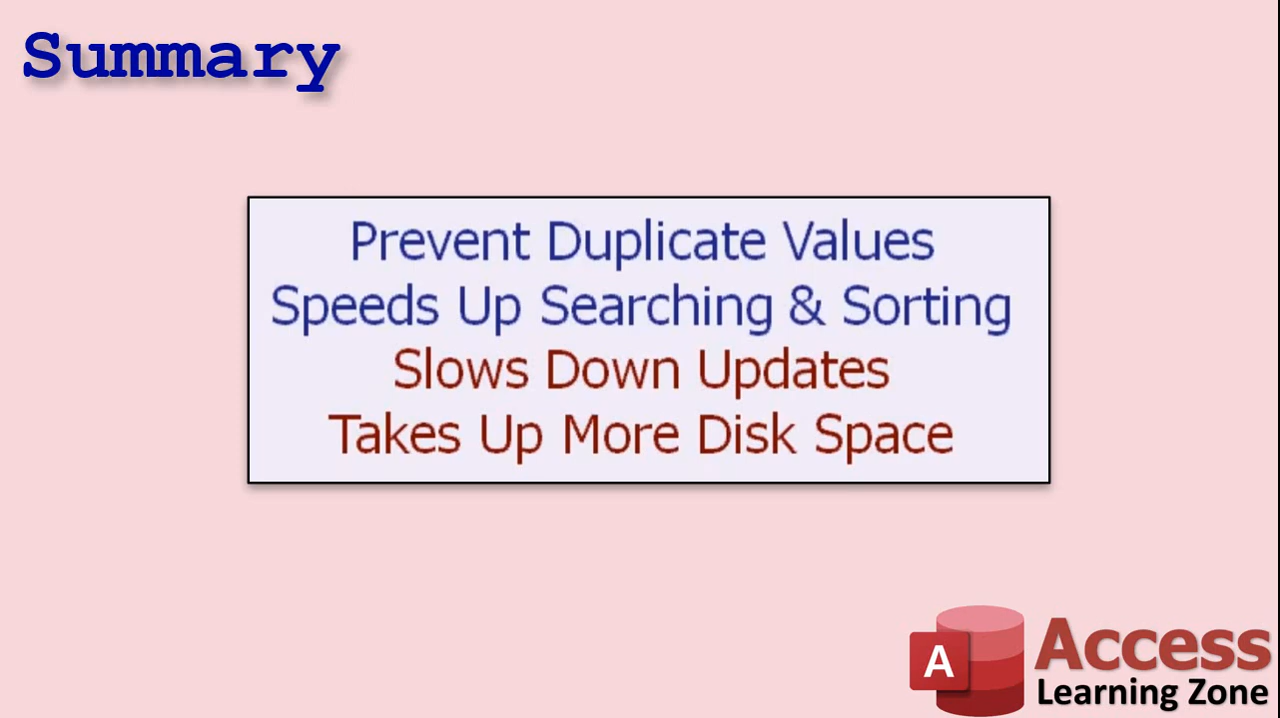 Summary
Prevent Duplicate Values
Speeds Up Searching & Sorting
Slows Down Updates
Takes Up More Disk Space
A
Access
Learning Zone